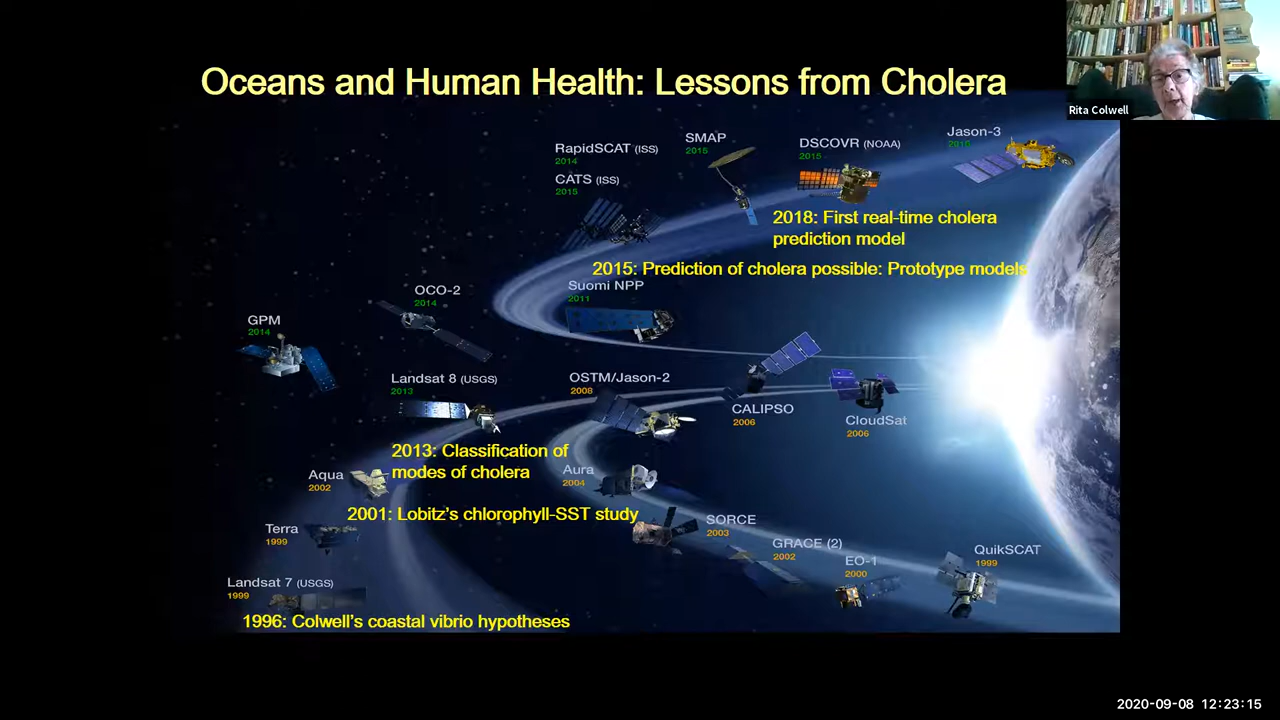 Oceans and Human Health: Lessons from Cholera
Rita Colwell
RapidSCAT (ISS)
2014
CATS (ISS)
2015
SMAP
2015
DSCOVR (NOAA)
2015
Jason-3
2016
2018: First real-time cholera
prediction model
2015: Prediction of cholera possible: Prototype models
Suomi NPP
2011
OCO-2
2014
GPM
2014
Landsat 8 (USGS)
2013
OSTM/Jason-2
2008
CALIPSO
2006
CloudSat
2006
2013: Classification of
modes of cholera
Aqua
2002
Aura
2004
2001: Lobitz's chlorophyll-SST study
Terra
1999
SORCE
2003
GRACE (2)
2002
EO-1
2000
QuikSCAT
1999
Landsat 7 (USGS)
1999
1996: Colwell's coastal vibrio hypotheses
2020-09-08 12:23:15